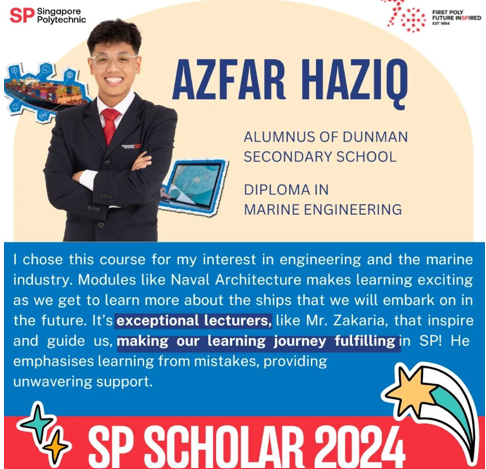 SP Singapore
Polytechnic
FIRST POLY
FUTURE INSPIRED
EST 1954
AZFAR HAZIQ
ALUMNUS OF DUNMAN
SECONDARY SCHOOL
DIPLOMA IN
MARINE ENGINEERING
I chose this course for my interest in engineering and the marine
industry. Modules like Naval Architecture makes learning exciting
as we get to learn more about the ships that we will embark on in
the future. It's exceptional lecturers, like Mr. Zakaria, that inspire
and guide us, making our learning journey fulfilling in SP! He
emphasises learning from mistakes, providing
unwavering support.
SP SCHOLAR 2024